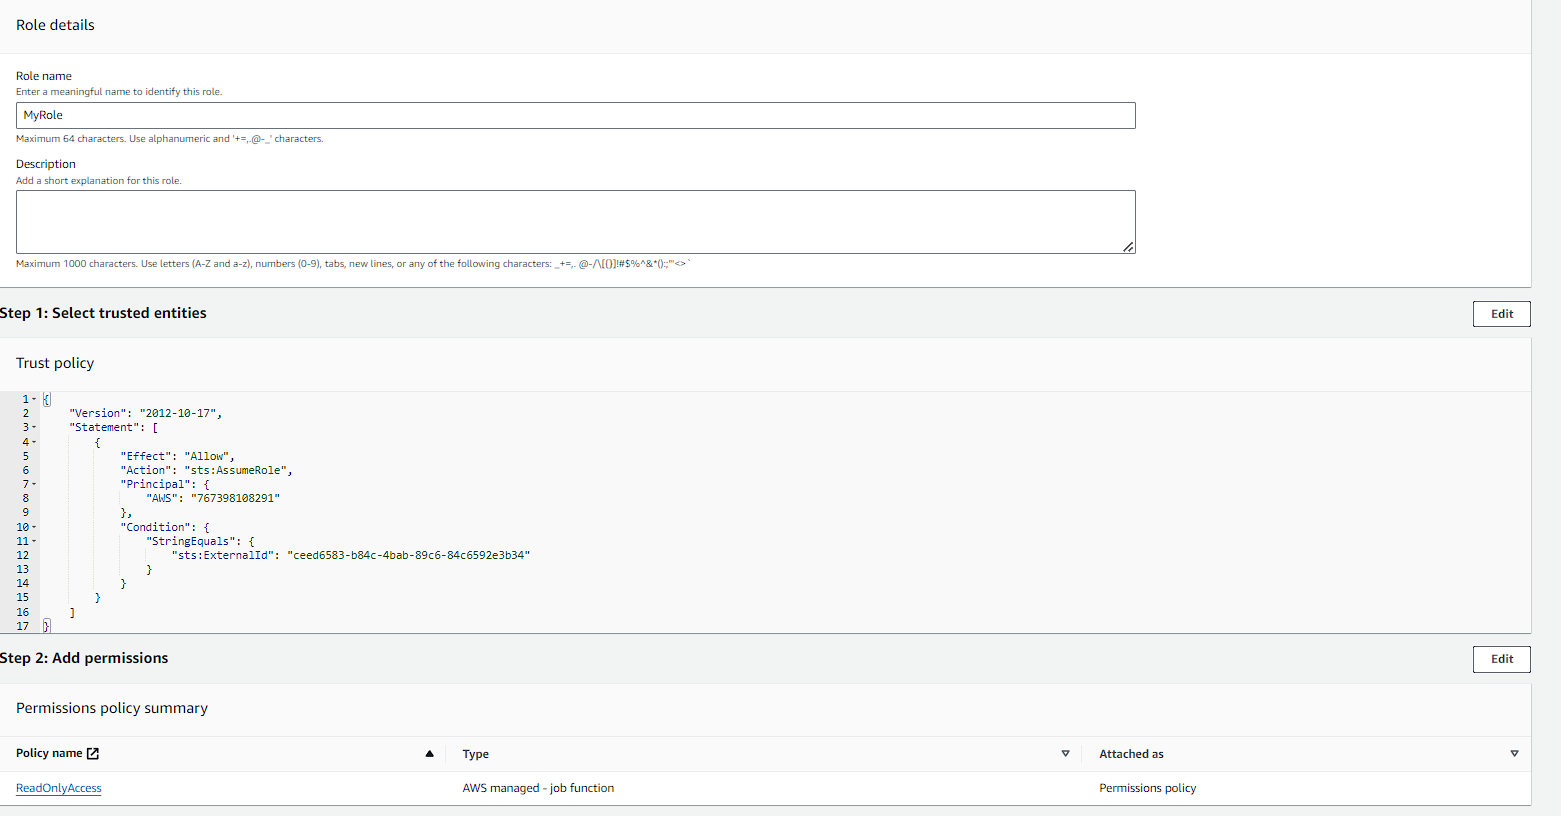 Role details
Role name
Enter a meaningful name to identify this role.
MyRole
Maximum 64 characters. Use alphanumeric and '+=,.@-_' characters.
Description
Add a short explanation for this role.
Maximum 1000 characters. Use letters (A-Z and a-z), numbers (0-9), tabs, new lines, or any of the following characters: _+=,. @-/\[{}]!#$%^&*();:"'<>`
Step 1: Select trusted entities
Edit
Trust policy
1 {
2 "Version": "2012-10-17",
3 "Statement": [
4 {
5 "Effect": "Allow",
6 "Action": "sts:AssumeRole",
7 "Principal": {
8 "AWS": "767398108291"
9 },
10 "Condition": {
11 "StringEquals": {
12 "sts:ExternalId": "ceed6583-b84c-4bab-89c6-84c6592e3b34"
13 }
14 }
15 }
16 ]
17 }
Step 2: Add permissions
Edit
Permissions policy summary
Policy name Type Attached as
ReadOnlyAccess AWS managed - job function Permissions policy